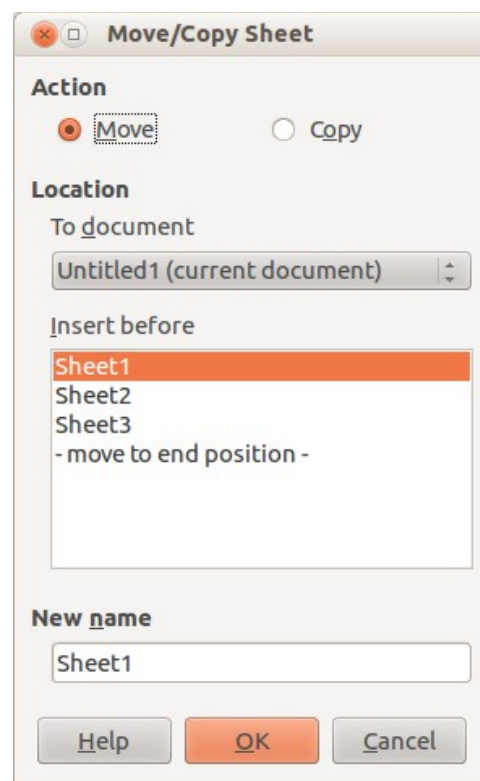 Move/Copy Sheet
Action
Move Copy
Location
To document
Untitled1 (current document)
Insert before
Sheet1
Sheet2
Sheet3
- move to end position -
New name
Sheet1
Help OK Cancel